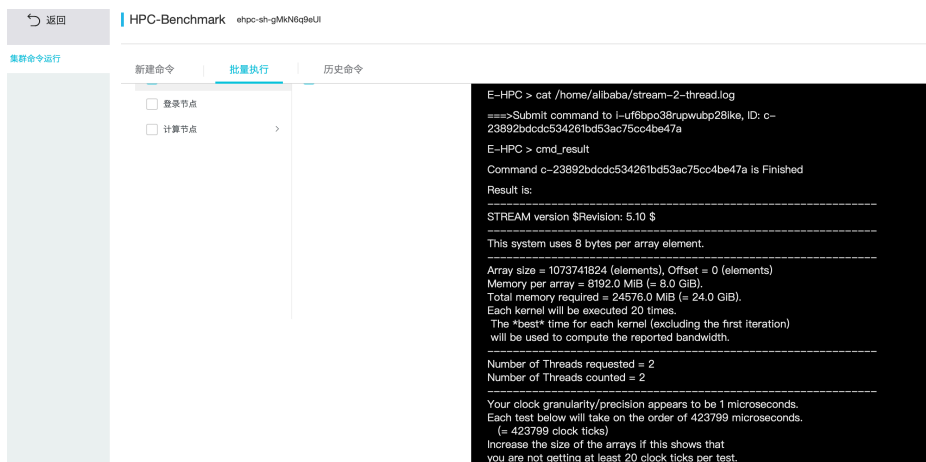 返回
HPC-Benchmark ehpc-sh-gMkN6q9eUl
集群命令运行
新建命令 批量执行 历史命令
登录节点
计算节点
E-HPC > cat /home/alibaba/stream-2-thread.log
===>Submit command to i-uf6bpo38rupwubp28ike, ID: c-
23892bdcdc534261bd53ac75cc4be47a
E-HPC > cmd_result
Command c-23892bdcdc534261bd53ac75cc4be47a is Finished
Result is:
-------------------------------------------------------------
STREAM version $Revision: 5.10 $
-------------------------------------------------------------
This system uses 8 bytes per array element.
-------------------------------------------------------------
Array size = 1073741824 (elements), Offset = 0 (elements)
Memory per array = 8192.0 MiB (= 8.0 GiB).
Total memory required = 24576.0 MiB (= 24.0 GiB).
Each kernel will be executed 20 times.
The *best* time for each kernel (excluding the first iteration)
will be used to compute the reported bandwidth.
-------------------------------------------------------------
Number of Threads requested = 2
Number of Threads counted = 2
-------------------------------------------------------------
Your clock granularity/precision appears to be 1 microseconds.
Each test below will take on the order of 423799 microseconds.
(= 423799 clock ticks)
Increase the size of the arrays if this shows that
you are not getting at least 20 clock ticks per test.